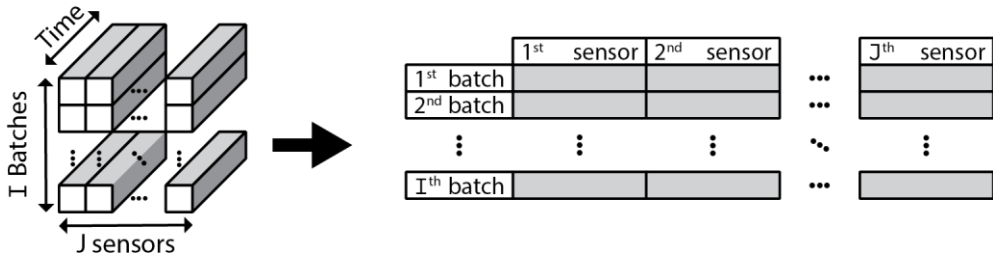 Time
I Batches
J sensors
1st sensor 2nd sensor ... Jth sensor
1st batch ...
2nd batch ...
Ith batch ...